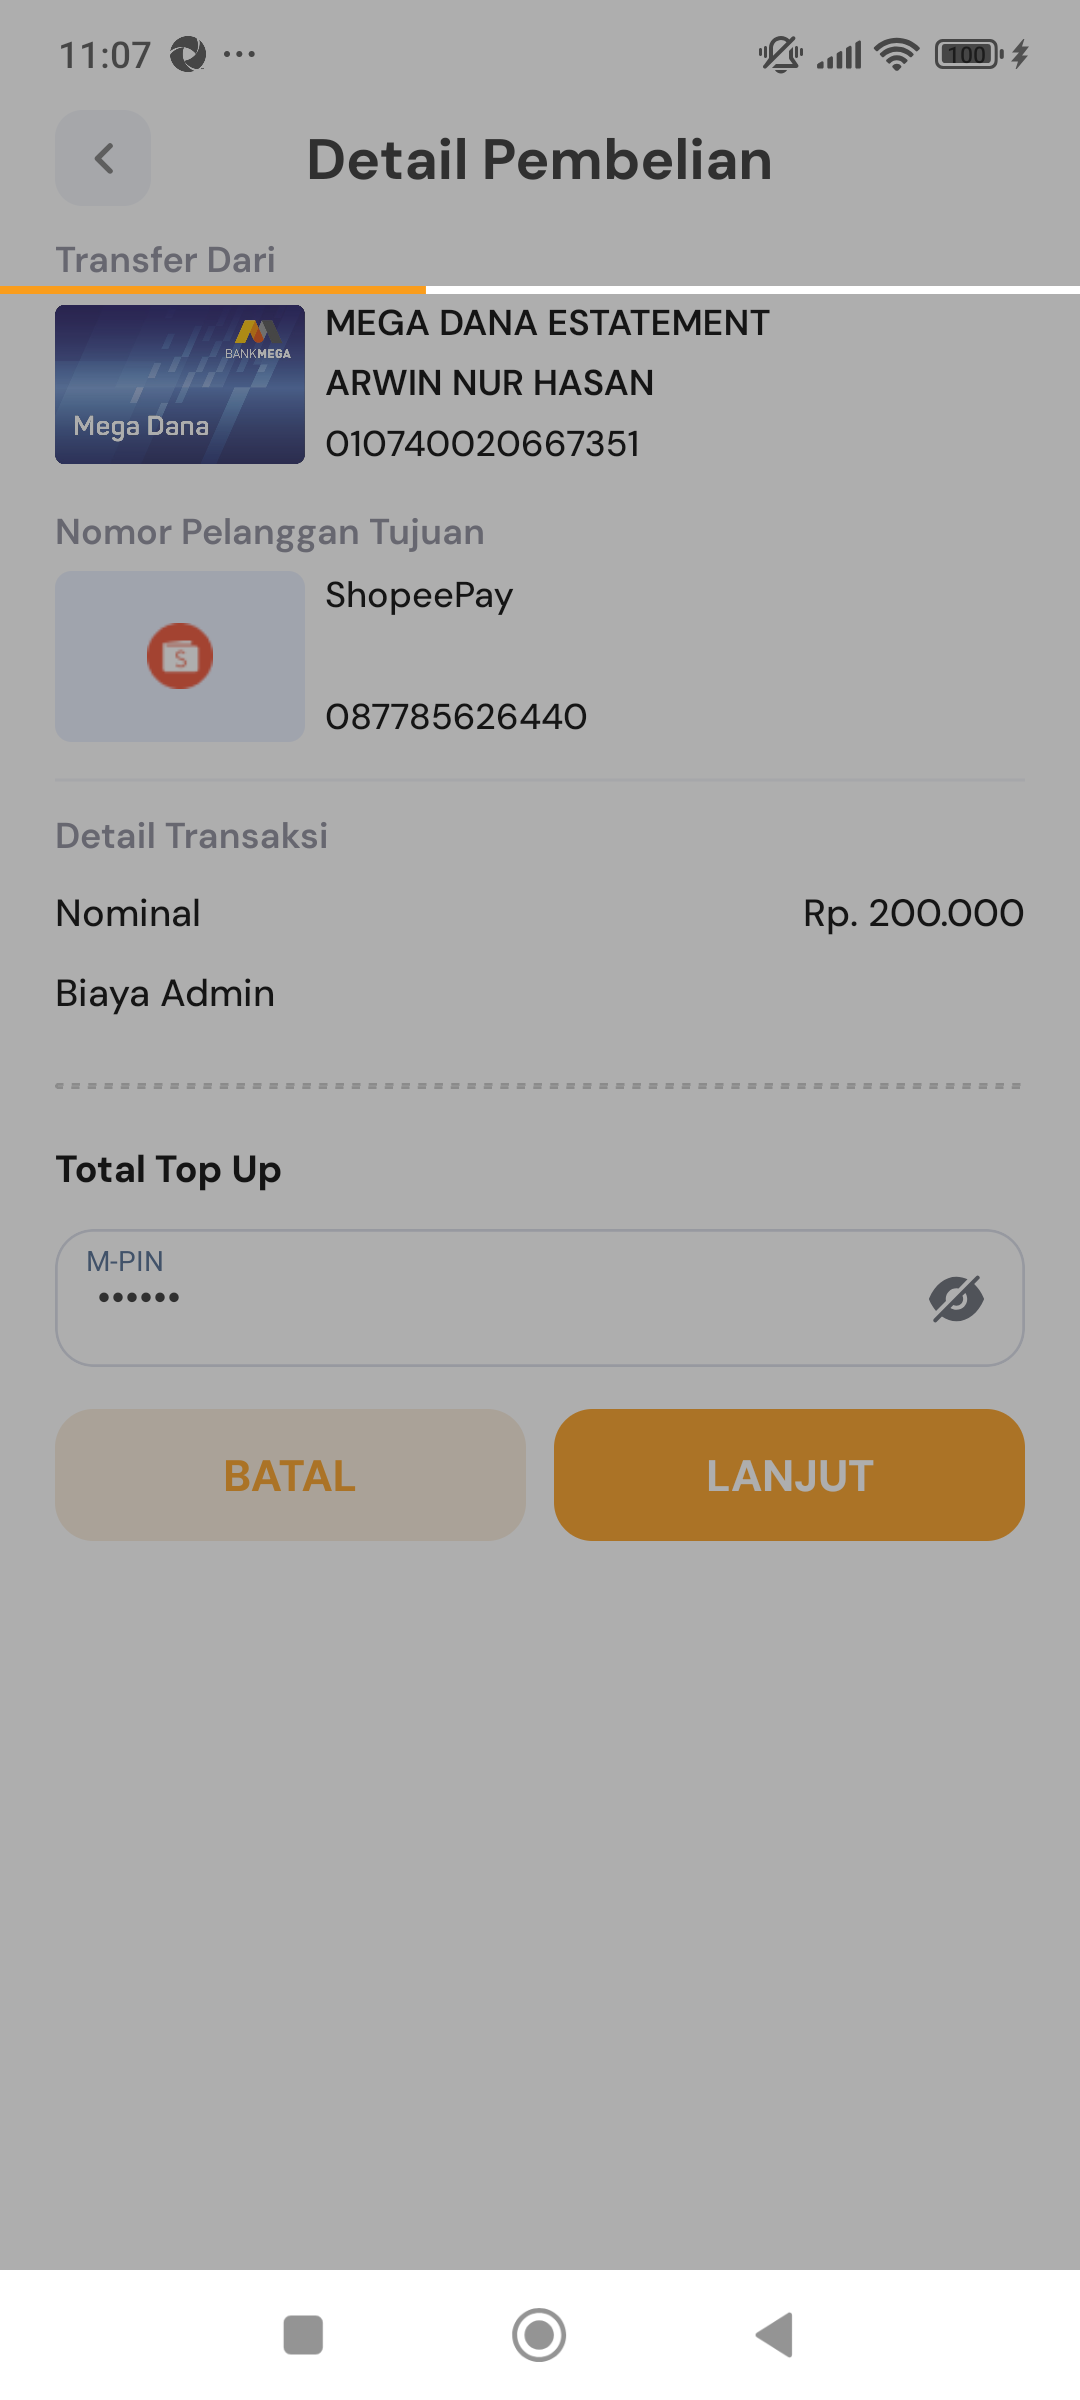 11:07
100
Detail Pembelian
Transfer Dari
BANKMEGA
Mega Dana
MEGA DANA ESTATEMENT
ARWIN NUR HASAN
010740020667351
Nomor Pelanggan Tujuan
S
ShopeePay
087785626440
Detail Transaksi
Nominal Rp. 200.000
Biaya Admin
Total Top Up
M-PIN
••••••
BATAL LANJUT